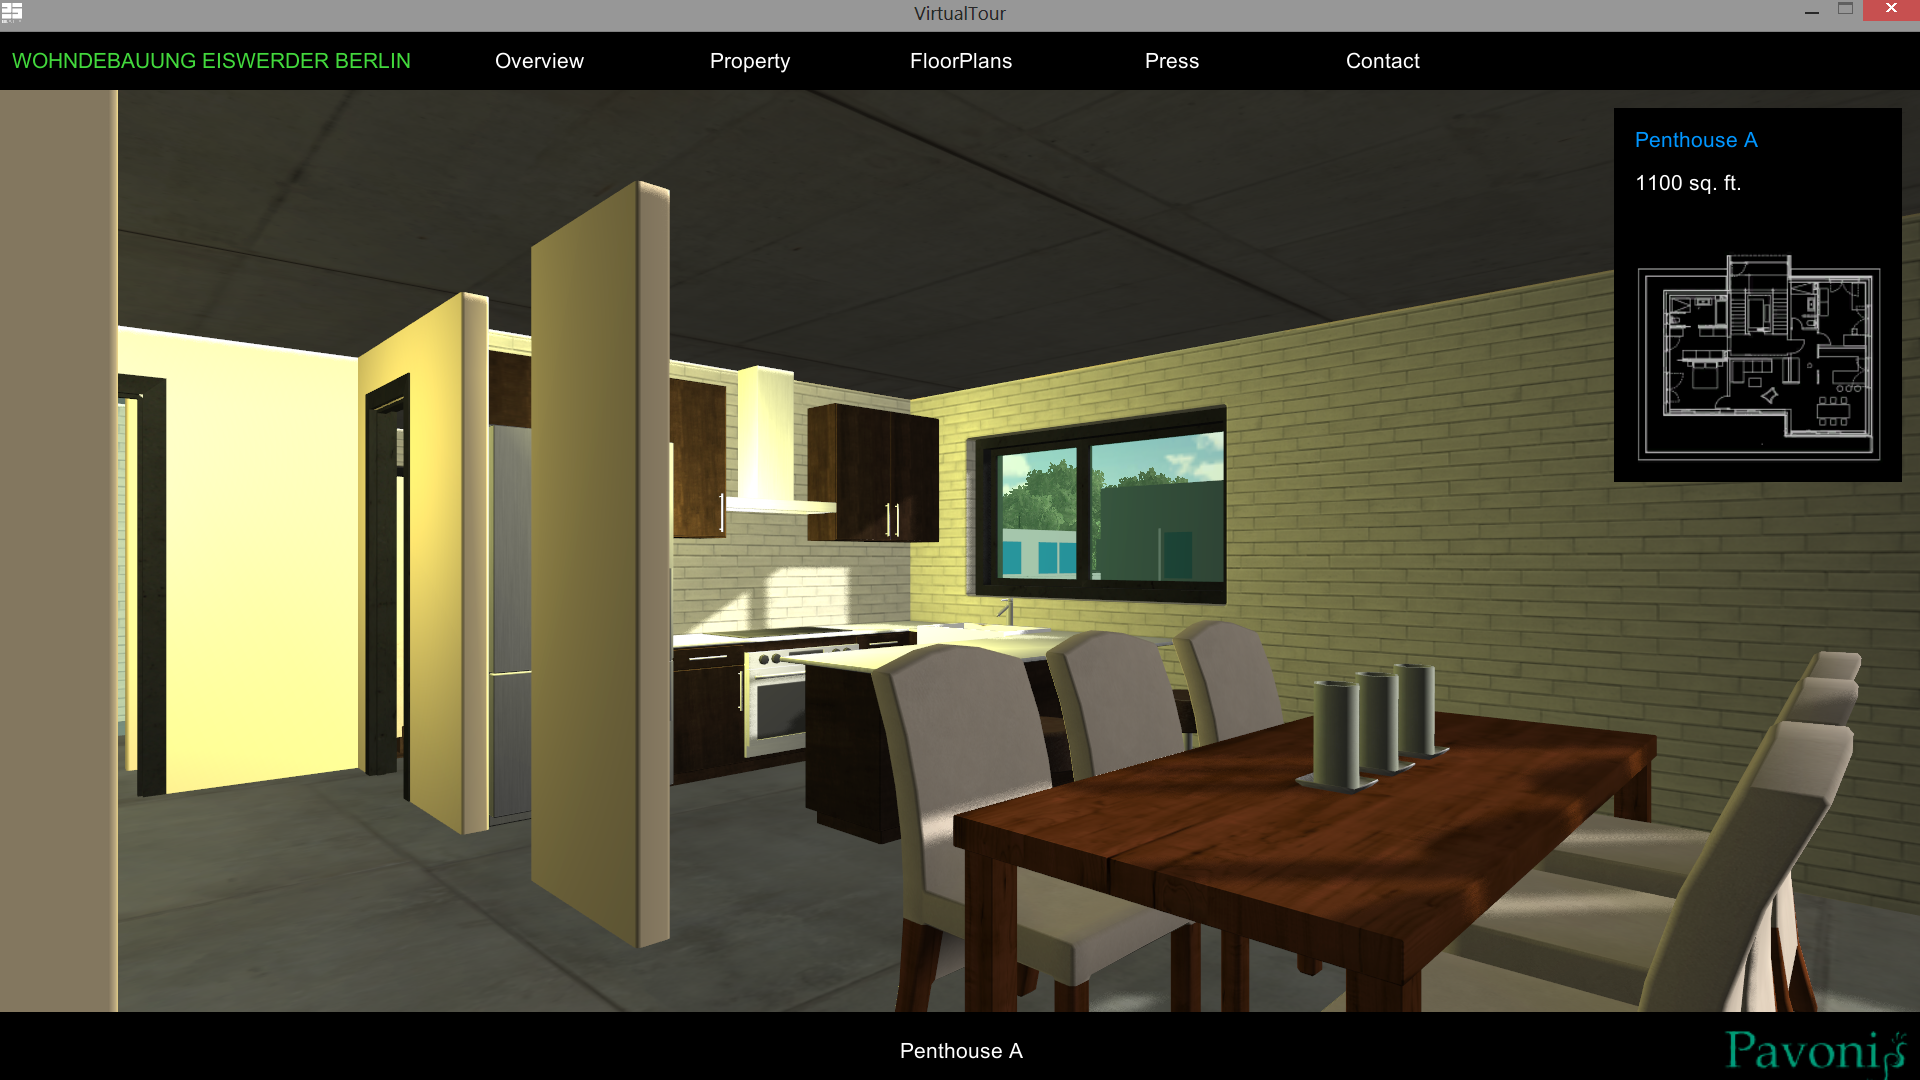 VirtualTour
WOHNDEBAUUNG EISWERDER BERLIN
Overview
Property
FloorPlans
Press
Contact
Penthouse A
1100 sq. ft.
Penthouse A
Pavonis